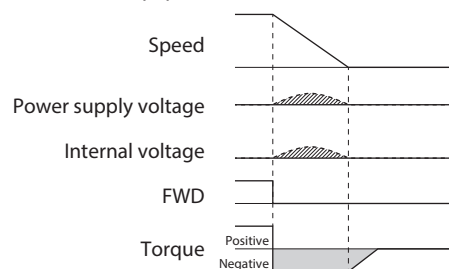 Speed
Power supply voltage
Internal voltage
FWD
Torque
Positive
Negative